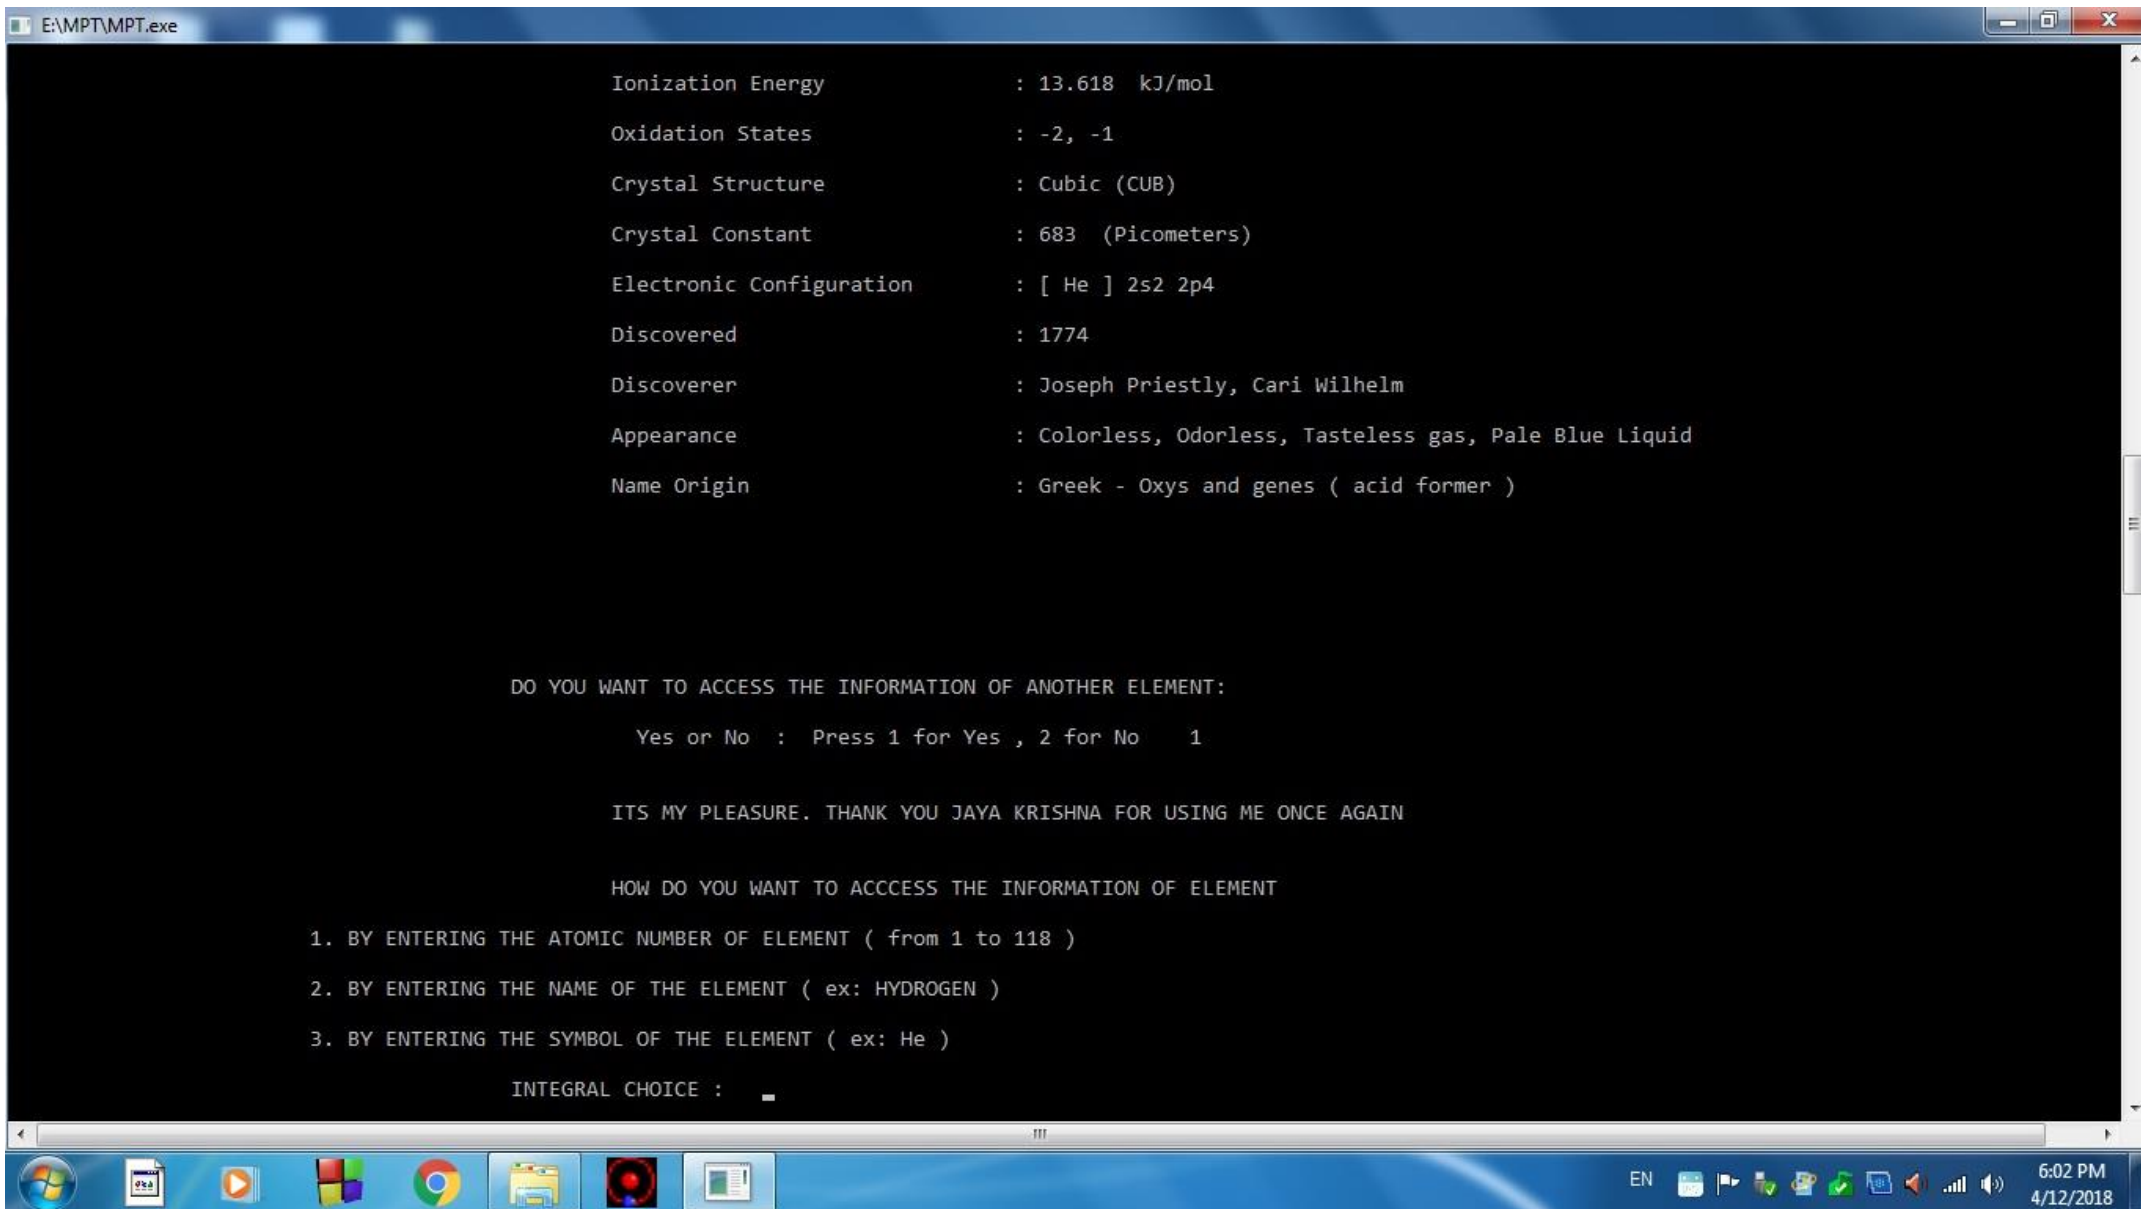 E:\MPT\MPT.exe
Ionization Energy : 13.618 kJ/mol
Oxidation States : -2, -1
Crystal Structure : Cubic (CUB)
Crystal Constant : 683 (Picometers)
Electronic Configuration : [ He ] 2s2 2p4
Discovered : 1774
Discoverer : Joseph Priestly, Cari Wilhelm
Appearance : Colorless, Odorless, Tasteless gas, Pale Blue Liquid
Name Origin : Greek - Oxys and genes ( acid former )
DO YOU WANT TO ACCESS THE INFORMATION OF ANOTHER ELEMENT:
Yes or No : Press 1 for Yes , 2 for No 1
ITS MY PLEASURE. THANK YOU JAYA KRISHNA FOR USING ME ONCE AGAIN
HOW DO YOU WANT TO ACCCESS THE INFORMATION OF ELEMENT
1. BY ENTERING THE ATOMIC NUMBER OF ELEMENT ( from 1 to 118 )
2. BY ENTERING THE NAME OF THE ELEMENT ( ex: HYDROGEN )
3. BY ENTERING THE SYMBOL OF THE ELEMENT ( ex: He )
INTEGRAL CHOICE : _
EN
6:02 PM
4/12/2018